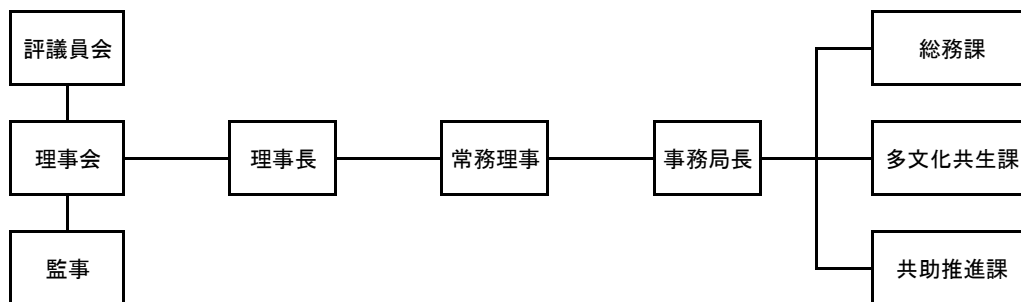 評議員会
総務課
理事会
理事長
常務理事
事務局長
多文化共生課
監事
共助推進課